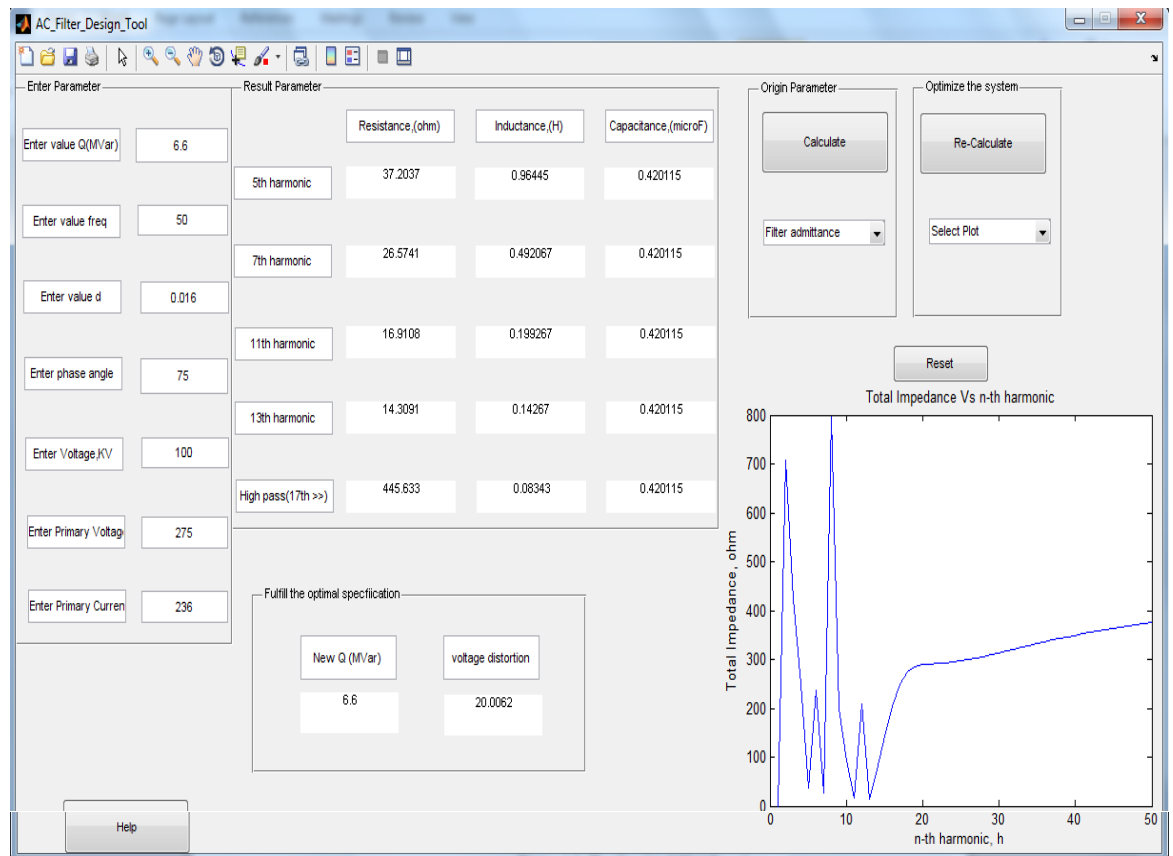 AC_Filter_Design_Tool
Enter Parameter
Enter value Q(MVar)
6.6
Enter value freq
50
Enter value d
0.016
Enter phase angle
75
Enter Voltage,KV
100
Enter Primary Voltag
275
Enter Primary Curren
236
Result Parameter
Resistance,(ohm) Inductance,(H) Capacitance,(microF)
5th harmonic 37.2037 0.96445 0.420115
7th harmonic 26.5741 0.492067 0.420115
11th harmonic 16.9108 0.199267 0.420115
13th harmonic 14.3091 0.14267 0.420115
High pass(17th >>) 445.633 0.08343 0.420115
Fulfill the optimal specfiication
New Q (MVar) voltage distortion
6.6 20.0062
Origin Parameter
Calculate
Filter admittance
Optimize the system
Re-Calculate
Select Plot
Reset
Total Impedance Vs n-th harmonic
Total Impedance, ohm
800
700
600
500
400
300
200
100
0
0 10 20 30 40 50
n-th harmonic, h
Help